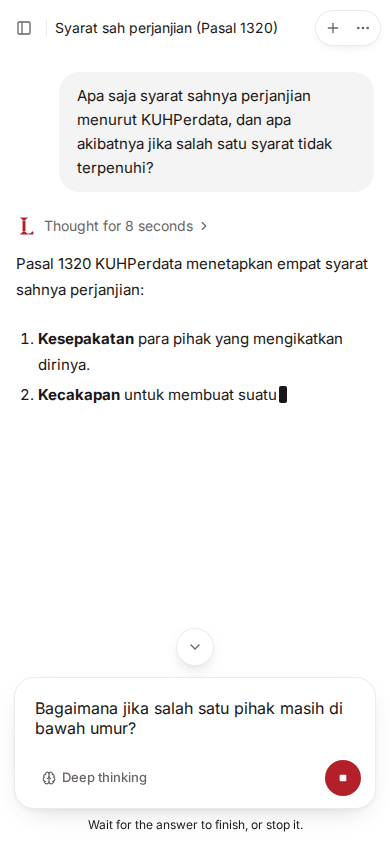 Syarat sah perjanjian (Pasal 1320)
Apa saja syarat sahnya perjanjian
menurut KUHPerdata, dan apa
akibatnya jika salah satu syarat tidak
terpenuhi?
L Thought for 8 seconds
Pasal 1320 KUHPerdata menetapkan empat syarat
sahnya perjanjian:
1. Kesepakatan para pihak yang mengikatkan
dirinya.
2. Kecakapan untuk membuat suatu
Bagaimana jika salah satu pihak masih di
bawah umur?
Deep thinking
Wait for the answer to finish, or stop it.